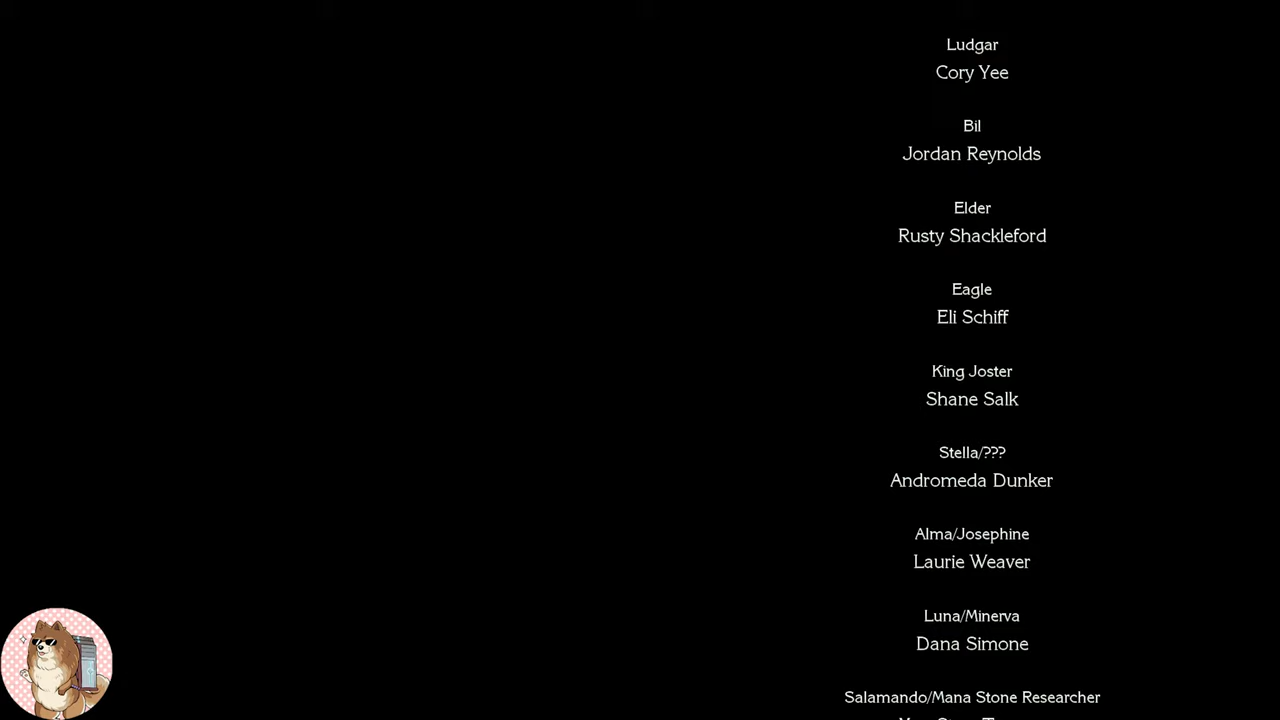 Ludgar
Cory Yee
Bil
Jordan Reynolds
Elder
Rusty Shackleford
Eagle
Eli Schiff
King Joster
Shane Salk
Stella/???
Andromeda Dunker
Alma/Josephine
Laurie Weaver
Luna/Minerva
Dana Simone
Salamando/Mana Stone Researcher